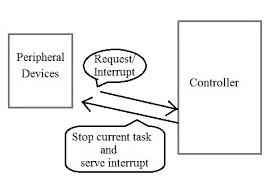 Peripheral
Devices
Request/
Interrupt
Controller
Stop current task
and
serve interrupt